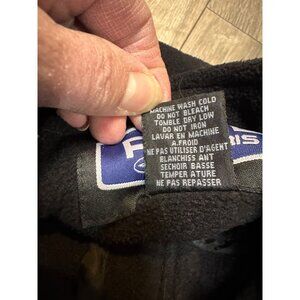 MACHINE WASH COLD
DO NOT BLEACH
TOMBLE DRY LOW
DO NOT IRON
LAVAR EN MACHINE
A.FROID
NE PAS UTILISER D'AGENT
BLANCHISS ANT
SECHOIR BASSE
TEMPER ATURE
NE PAS REPASSER